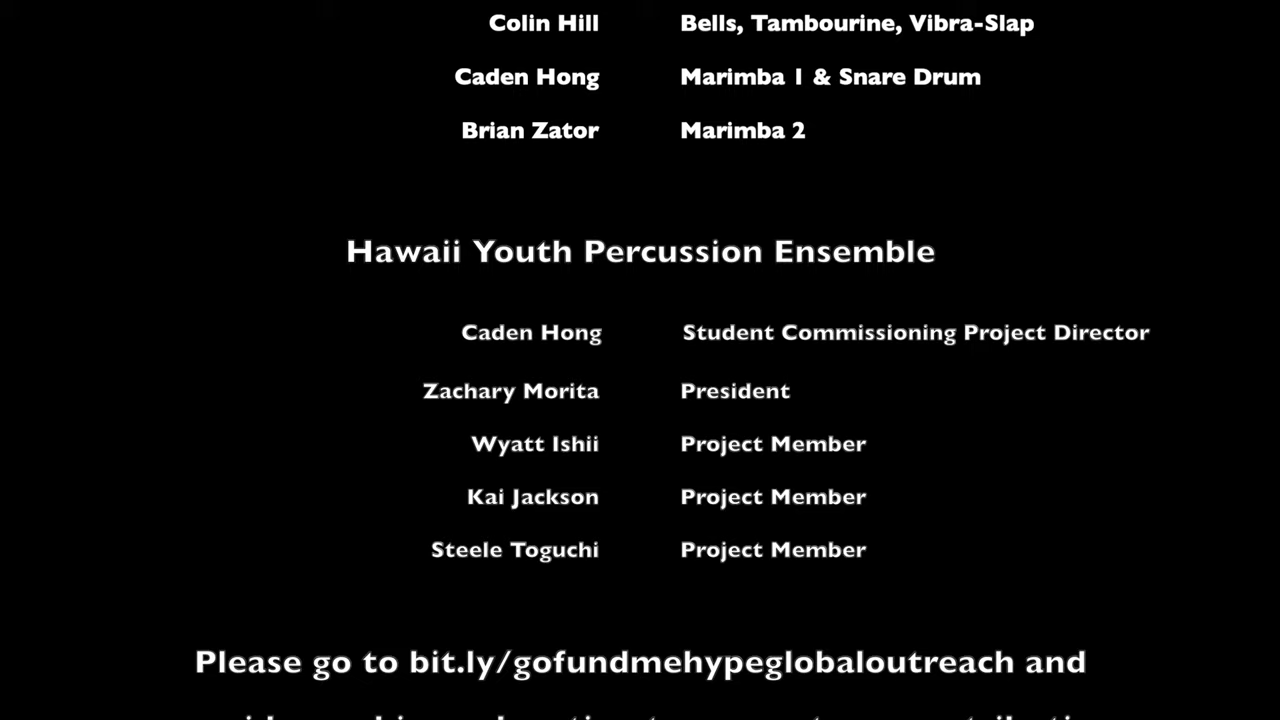 Colin Hill Bells, Tambourine, Vibra-Slap
Caden Hong Marimba 1 & Snare Drum
Brian Zator Marimba 2
Hawaii Youth Percussion Ensemble
Caden Hong Student Commissioning Project Director
Zachary Morita President
Wyatt Ishii Project Member
Kai Jackson Project Member
Steele Toguchi Project Member
Please go to bit.ly/gofundmehypeglobaloutreach and